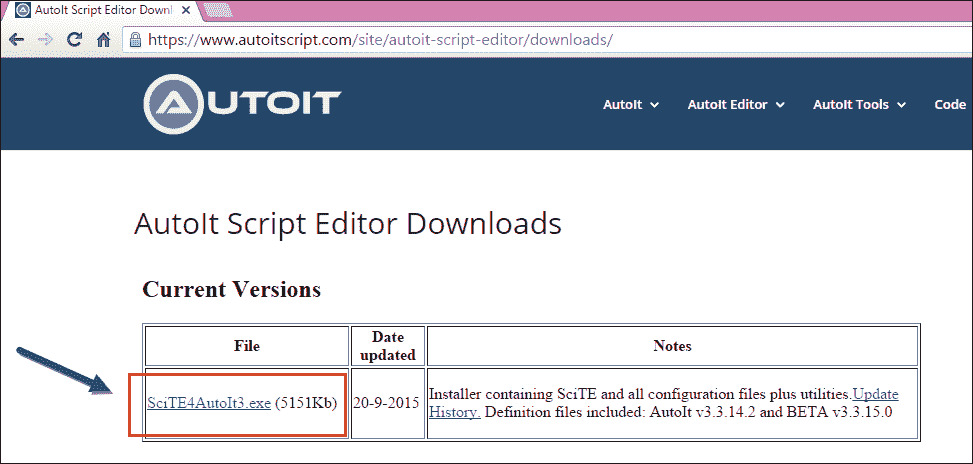 AutoIt Script Editor Downl
https://www.autoitscript.com/site/autoit-script-editor/downloads/
AUTOIT
AutoIt AutoIt Editor AutoIt Tools Code
AutoIt Script Editor Downloads
Current Versions
File Date updated Notes
SciTE4AutoIt3.exe (5151Kb) 20-9-2015 Installer containing SciTE and all configuration files plus utilities.Update
History. Definition files included: AutoIt v3.3.14.2 and BETA v3.3.15.0